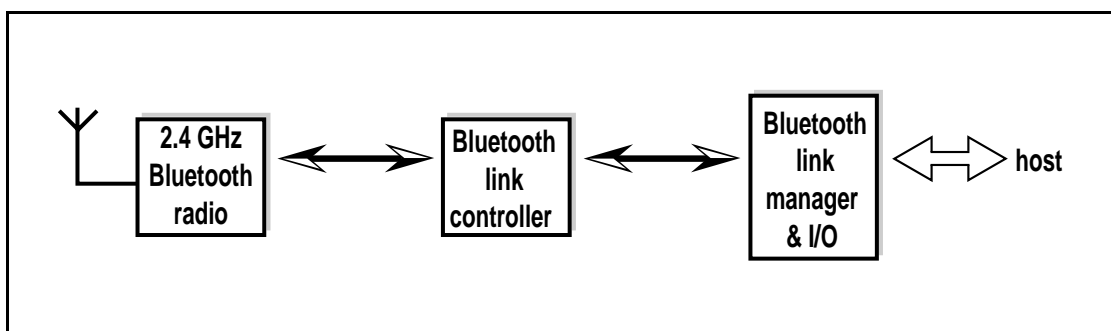 2.4 GHz
Bluetooth
radio
Bluetooth
link
controller
Bluetooth
link
manager
& I/O
host